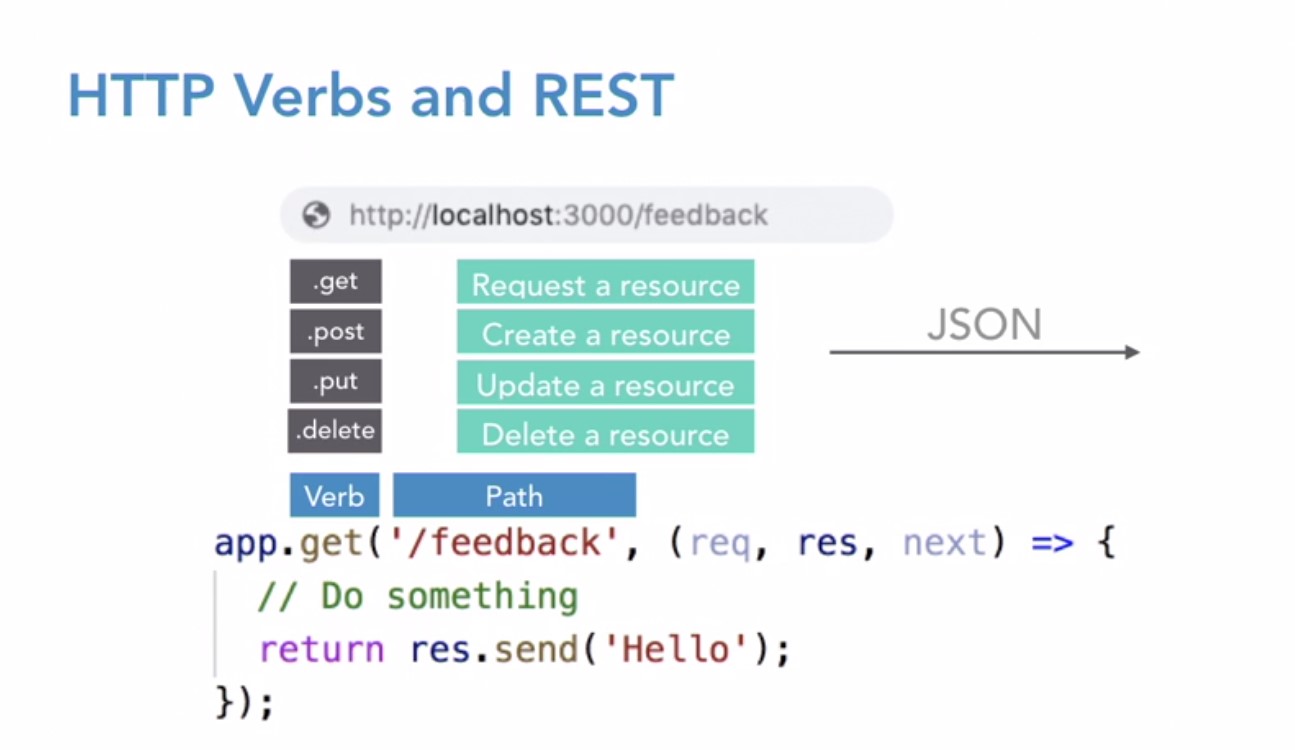 HTTP Verbs and REST
http://localhost:3000/feedback
.get Request a resource
.post Create a resource
.put Update a resource
.delete Delete a resource
JSON
Verb Path
app.get('/feedback', (req, res, next) => {
// Do something
return res.send('Hello');
});